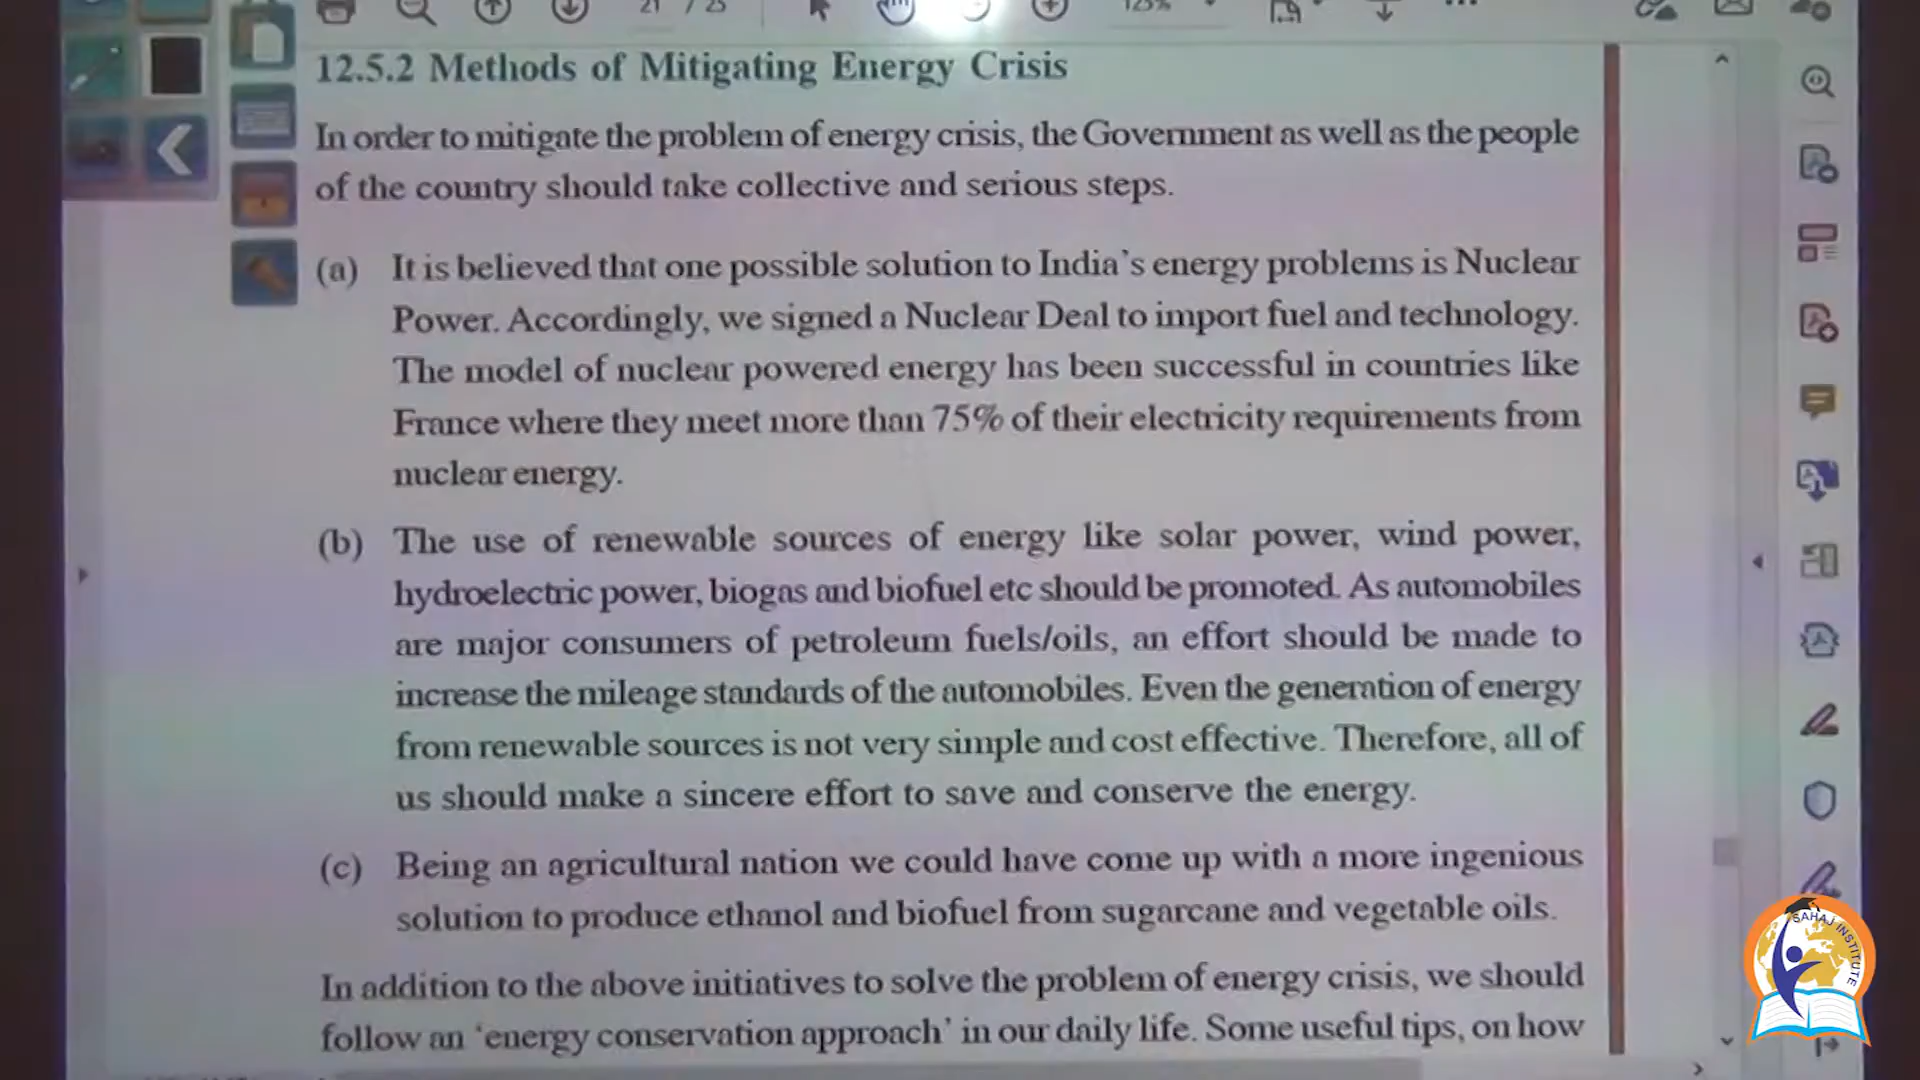 21 / 25
125%
12.5.2 Methods of Mitigating Energy Crisis
In order to mitigate the problem of energy crisis, the Government as well as the people
of the country should take collective and serious steps.
(a) It is believed that one possible solution to India's energy problems is Nuclear
Power. Accordingly, we signed a Nuclear Deal to import fuel and technology.
The model of nuclear powered energy has been successful in countries like
France where they meet more than 75% of their electricity requirements from
nuclear energy.
(b) The use of renewable sources of energy like solar power, wind power,
hydroelectric power, biogas and biofuel etc should be promoted. As automobiles
are major consumers of petroleum fuels/oils, an effort should be made to
increase the mileage standards of the automobiles. Even the generation of energy
from renewable sources is not very simple and cost effective. Therefore, all of
us should make a sincere effort to save and conserve the energy.
(c) Being an agricultural nation we could have come up with a more ingenious
solution to produce ethanol and biofuel from sugarcane and vegetable oils.
In addition to the above initiatives to solve the problem of energy crisis, we should
follow an 'energy conservation approach' in our daily life. Some useful tips, on how
SAHAJ INSTITUTE